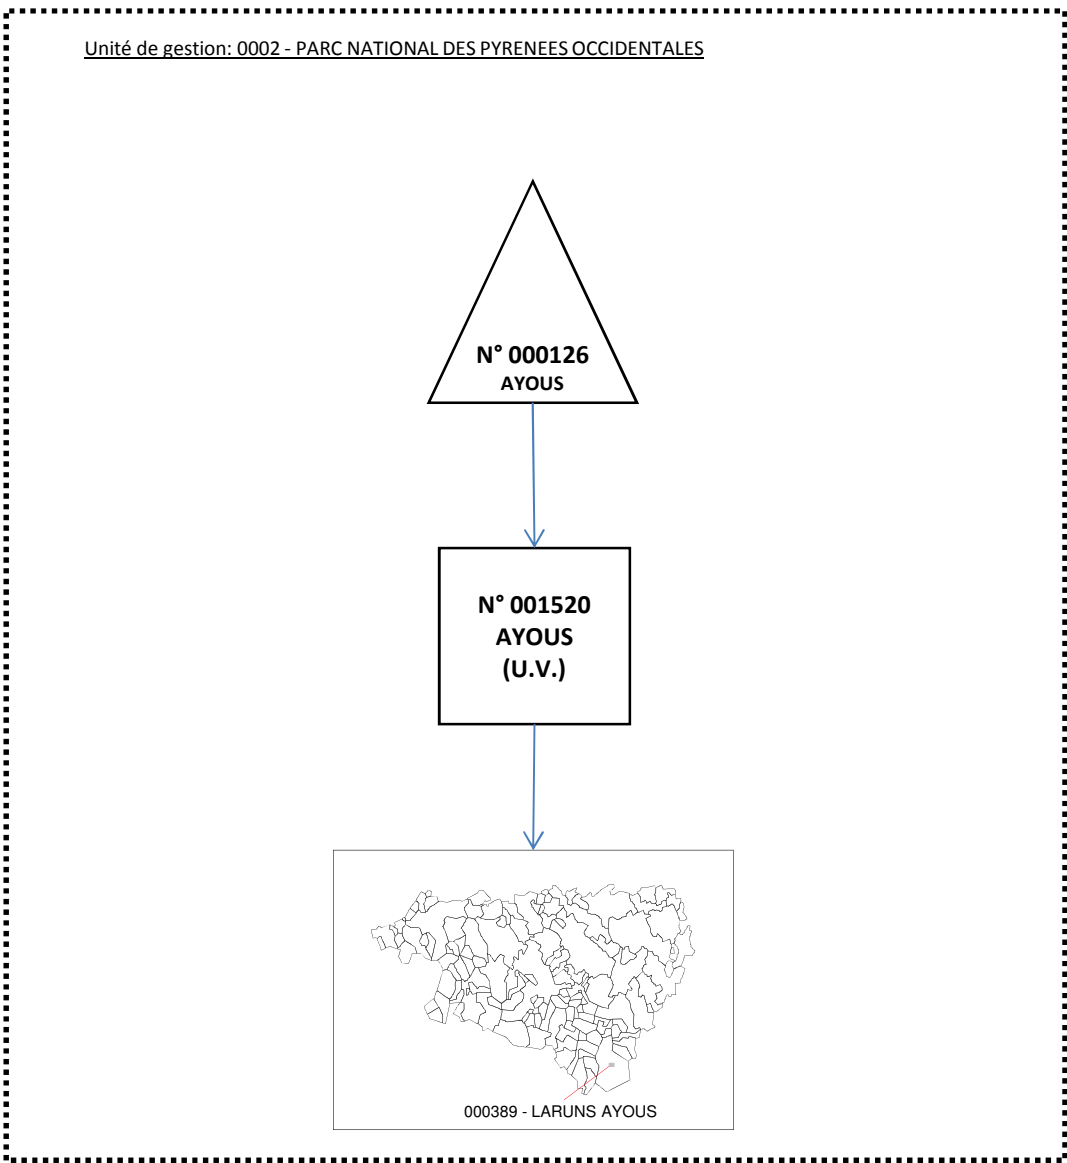 Unité de gestion: 0002 - PARC NATIONAL DES PYRENEES OCCIDENTALES
N° 000126
AYOUS
N° 001520
AYOUS
(U.V.)
000389 - LARUNS AYOUS